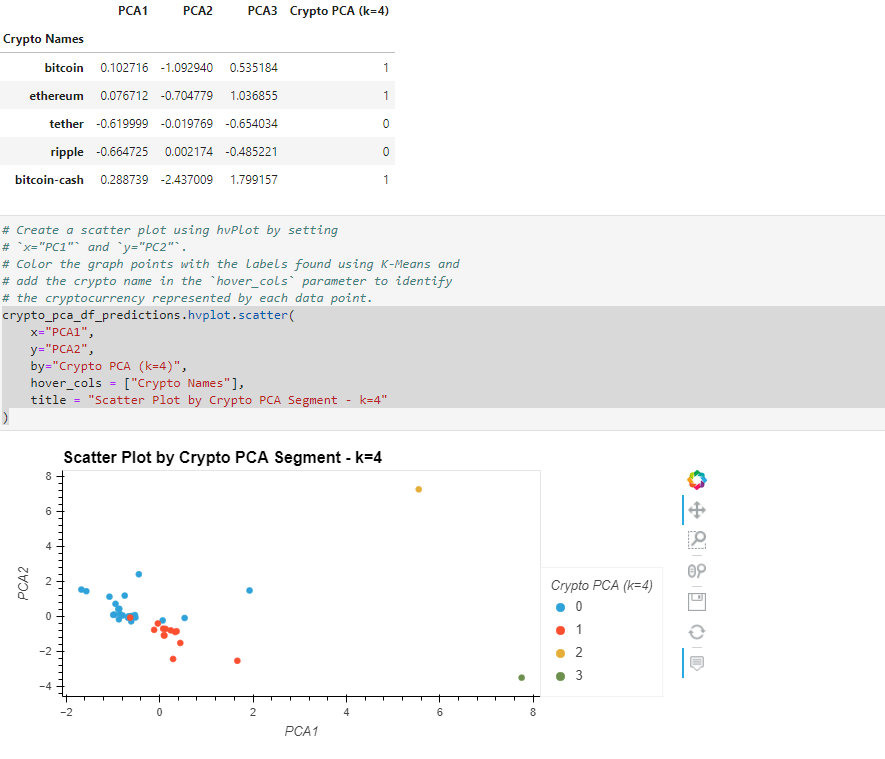 PCA1 PCA2 PCA3 Crypto PCA (k=4)
Crypto Names
bitcoin 0.102716 -1.092940 0.535184 1
ethereum 0.076712 -0.704779 1.036855 1
tether -0.619999 -0.019769 -0.654034 0
ripple -0.664725 0.002174 -0.485221 0
bitcoin-cash 0.288739 -2.437009 1.799157 1
# Create a scatter plot using hvPlot by setting
# `x="PC1"` and `y="PC2"`.
# Color the graph points with the labels found using K-Means and
# add the crypto name in the `hover_cols` parameter to identify
# the cryptocurrency represented by each data point.
crypto_pca_df_predictions.hvplot.scatter(
    x="PCA1",
    y="PCA2",
    by="Crypto PCA (k=4)",
    hover_cols = ["Crypto Names"],
    title = "Scatter Plot by Crypto PCA Segment - k=4"
)
Scatter Plot by Crypto PCA Segment - k=4
8
6
4
2
0
−2
−4
PCA2
−2 0 2 4 6 8
PCA1
Crypto PCA (k=4)
0
1
2
3